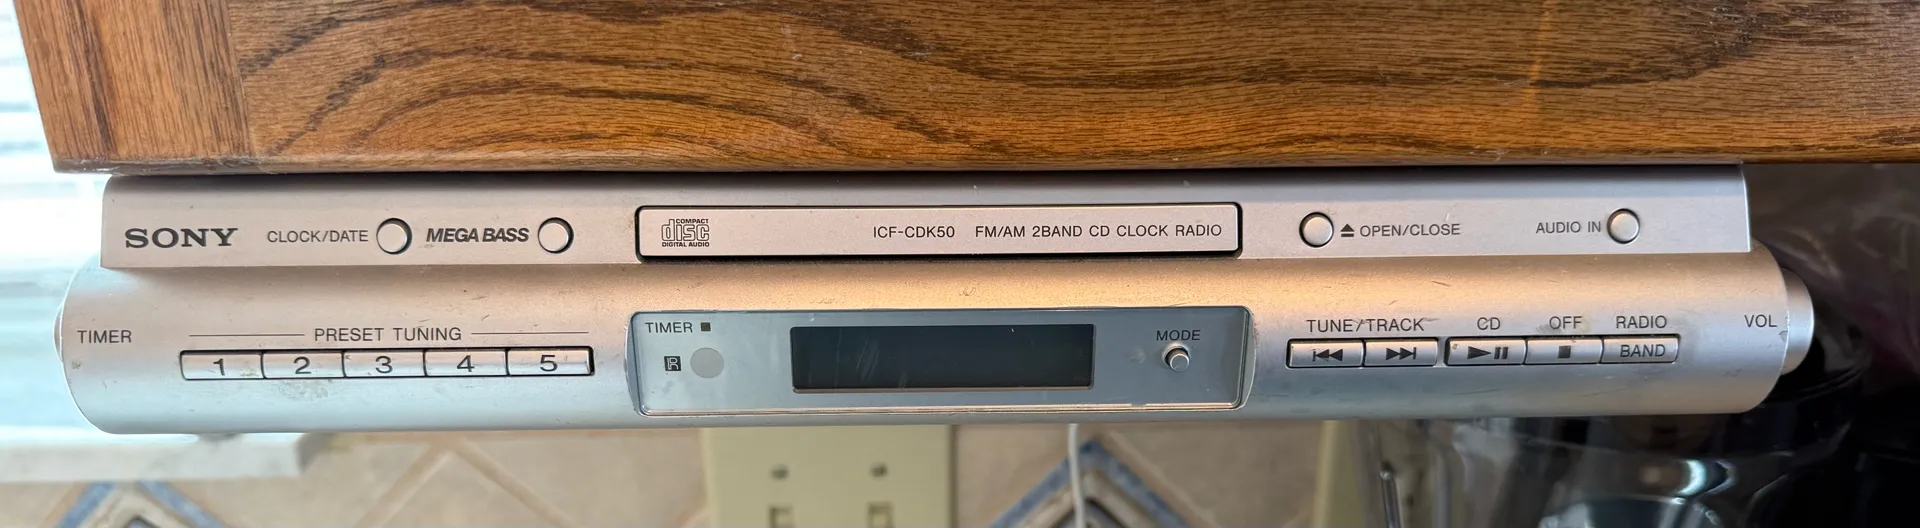 SONY CLOCK/DATE MEGA BASS
COMPACT
disc
DIGITAL AUDIO
ICF-CDK50 FM/AM 2BAND CD CLOCK RADIO
OPEN/CLOSE AUDIO IN
TIMER
PRESET TUNING
1 2 3 4 5
TIMER
R
MODE
TUNE/TRACK CD OFF RADIO
BAND
VOL